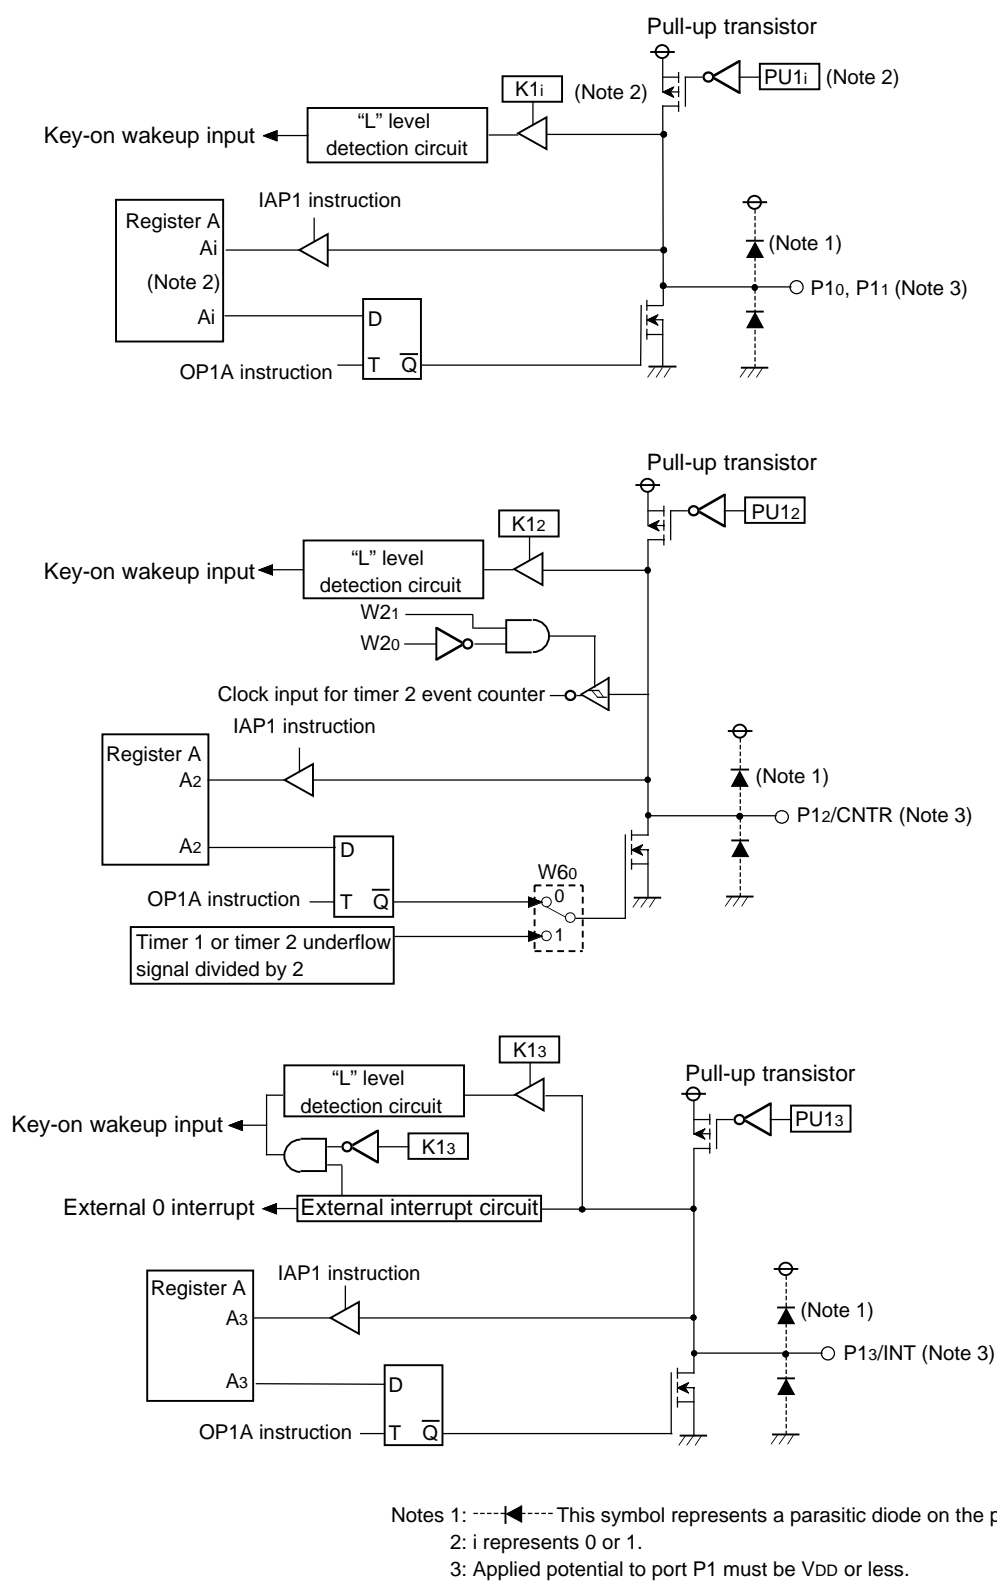 Pull-up transistor
K1i
(Note 2)
PU1i
(Note 2)
Key-on wakeup input
“L” level
detection circuit
IAP1 instruction
Register A
Ai
(Note 2)
Ai
(Note 1)
P10, P11 (Note 3)
D
T
Q
OP1A instruction
Pull-up transistor
K12
PU12
Key-on wakeup input
“L” level
detection circuit
W21
W20
Clock input for timer 2 event counter
IAP1 instruction
Register A
A2
(Note 1)
P12/CNTR (Note 3)
A2
D
T
Q
OP1A instruction
W60
0
1
Timer 1 or timer 2 underflow
signal divided by 2
K13
Pull-up transistor
“L” level
detection circuit
Key-on wakeup input
K13
PU13
External 0 interrupt
External interrupt circuit
IAP1 instruction
Register A
A3
(Note 1)
P13/INT (Note 3)
A3
D
T
Q
OP1A instruction
Notes 1: This symbol represents a parasitic diode on the
2: i represents 0 or 1.
3: Applied potential to port P1 must be VDD or less.